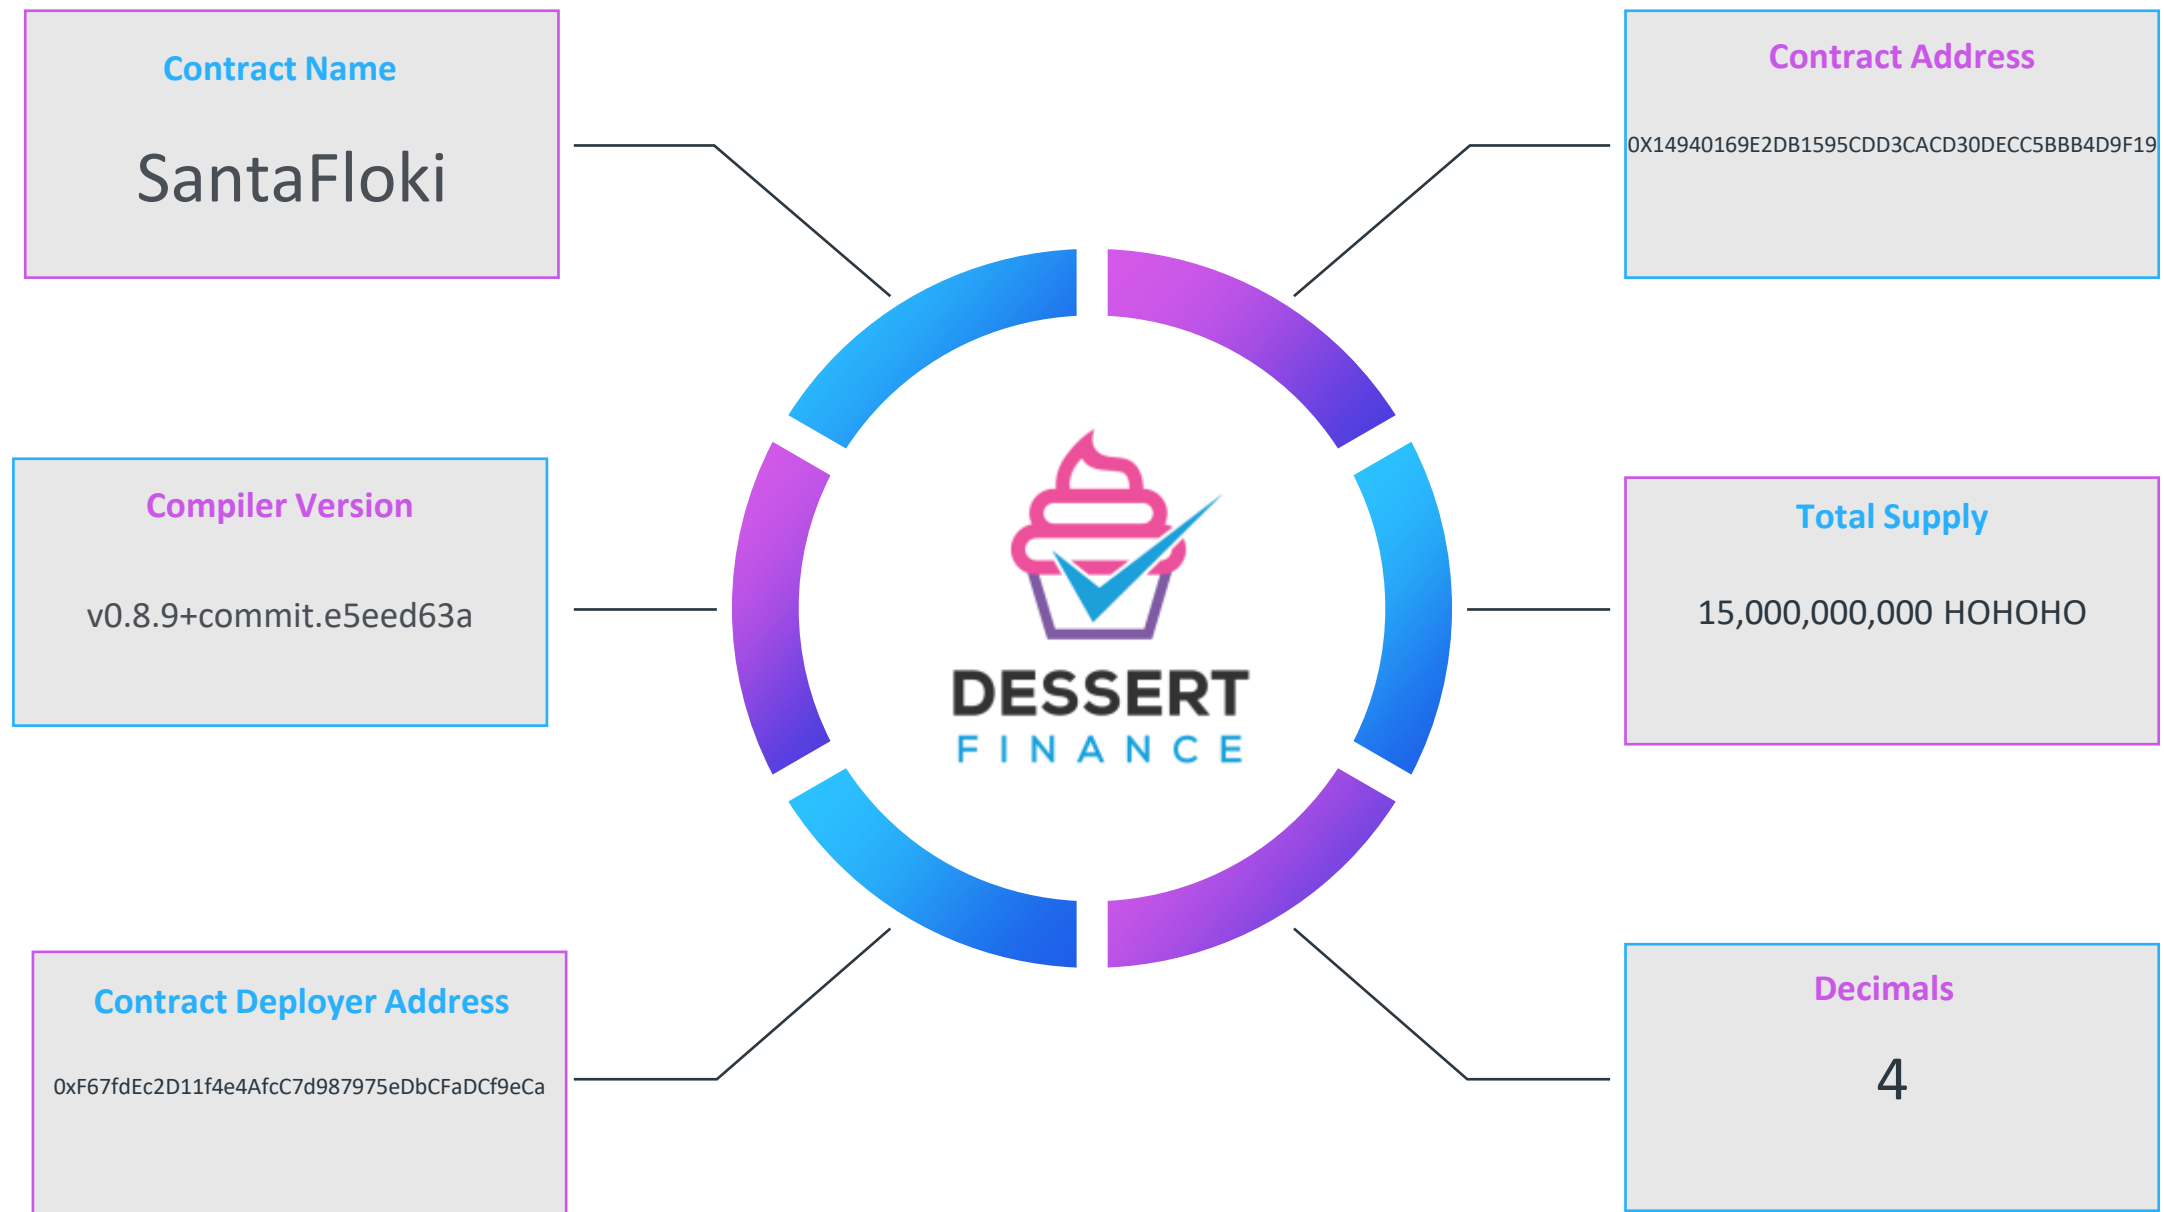 Contract Name
SantaFloki
Contract Address
0X14940169E2DB1595CDD3CACD30DECC5BBB4D9F19
Compiler Version
v0.8.9+commit.e5eed63a
DESSERT
FINANCE
Total Supply
15,000,000,000 HOHOHO
Contract Deployer Address
0xF67fdEc2D11f4e4AfcC7d987975eDbCFaDCf9eCa
Decimals
4